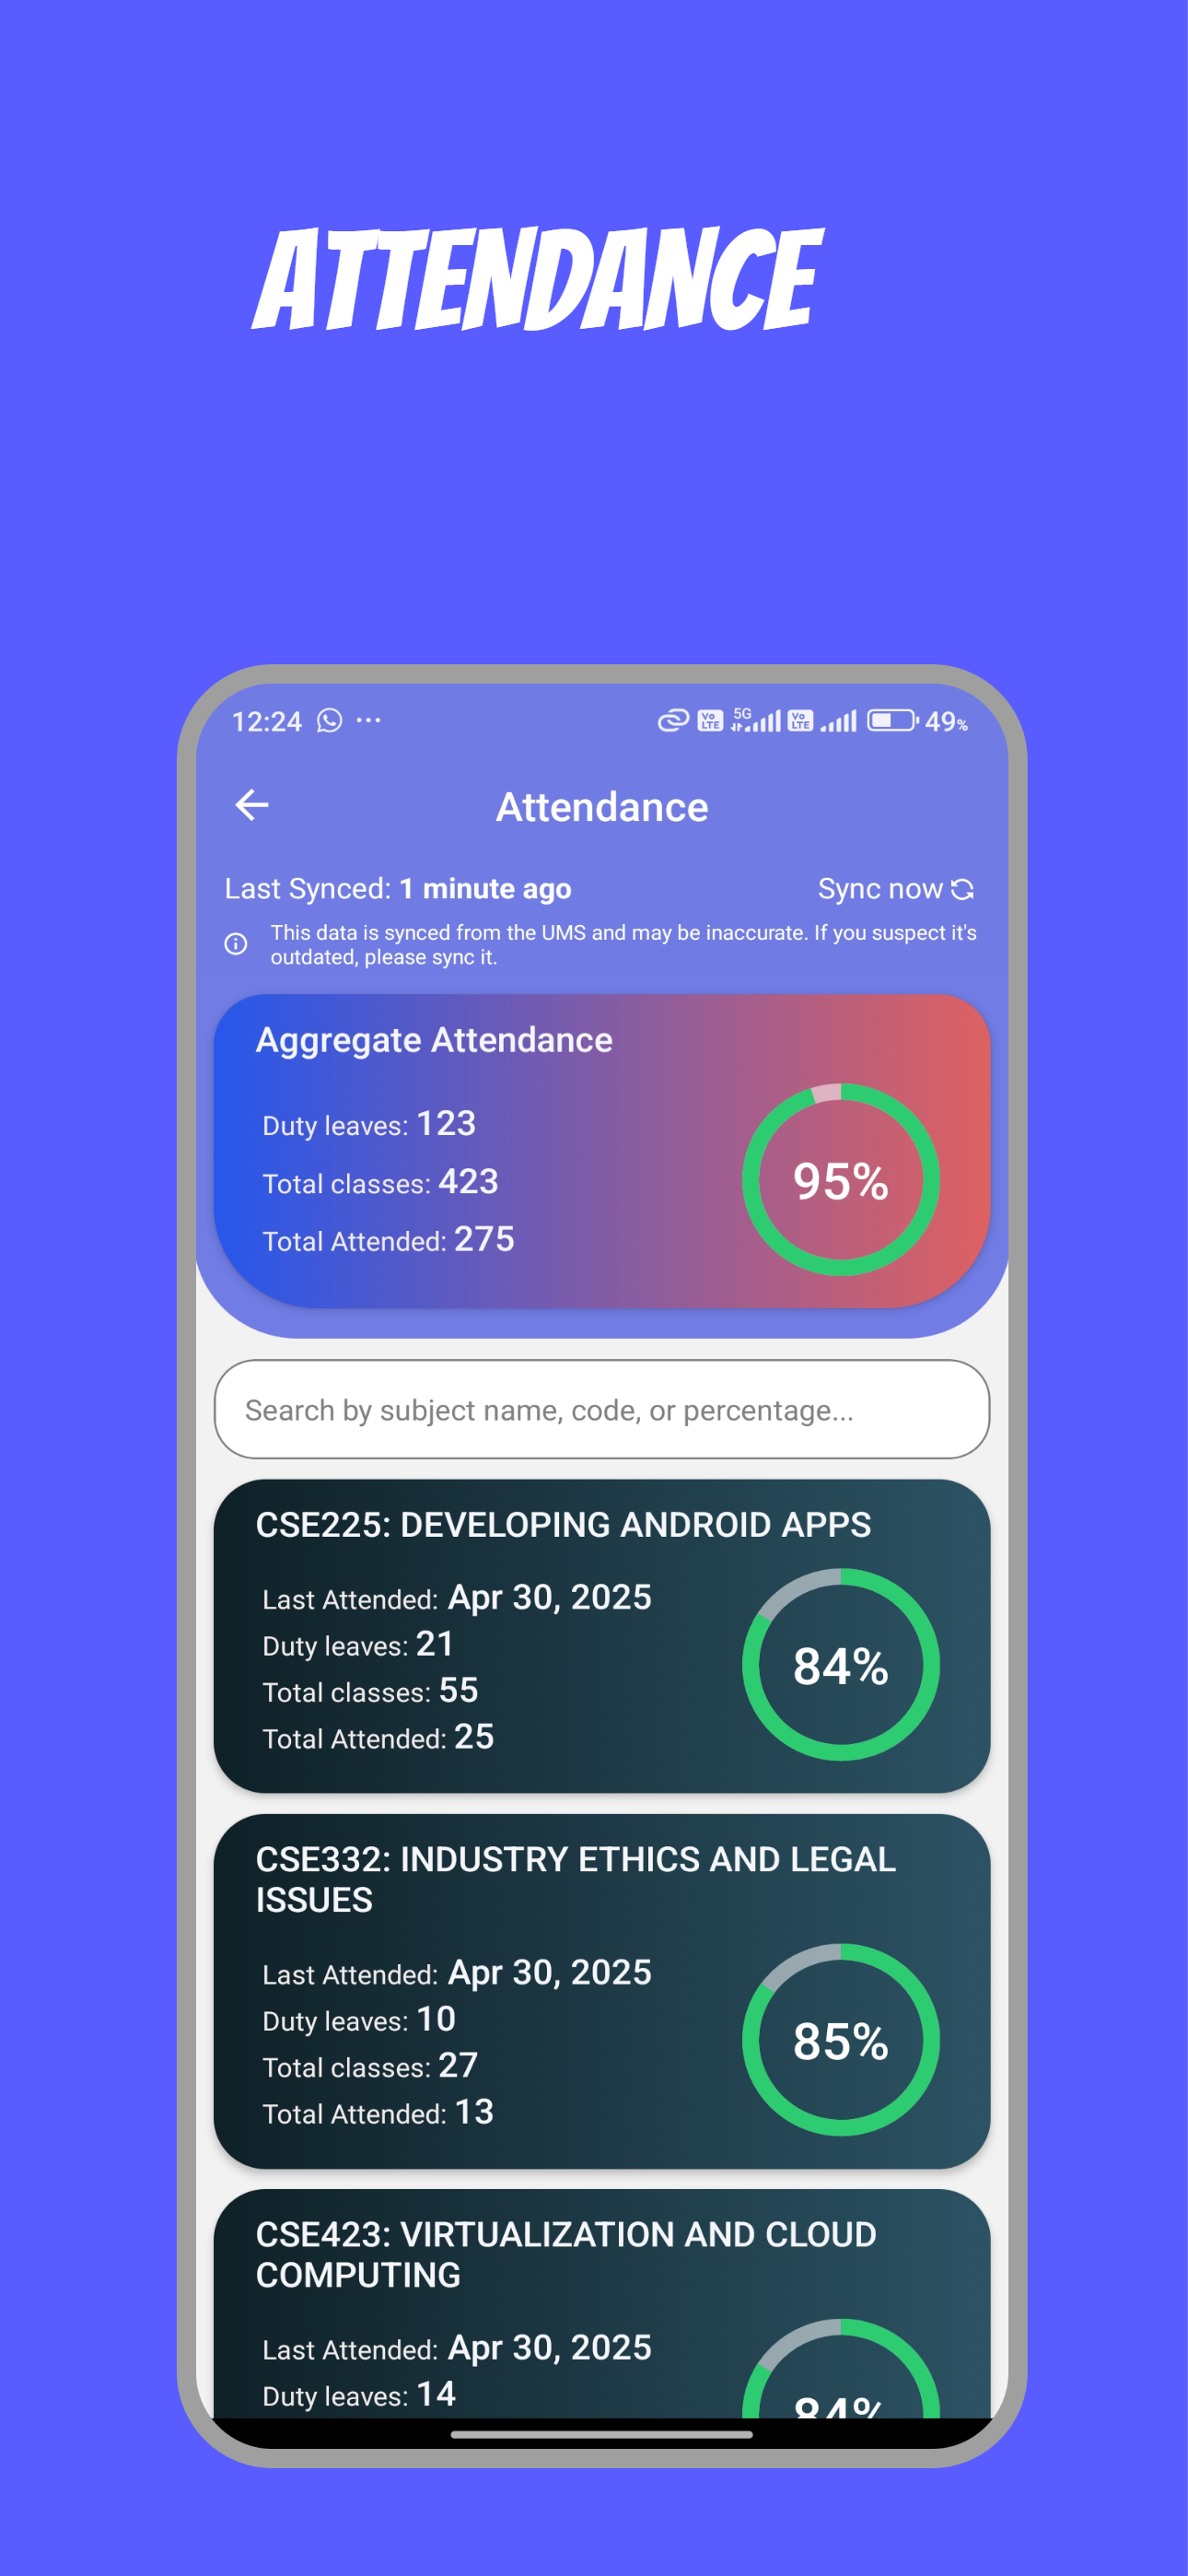 ATTENDANCE
12:24 ... 5G Vo LTE Vo LTE 49%
Attendance
Last Synced: 1 minute ago Sync now
This data is synced from the UMS and may be inaccurate. If you suspect it's
outdated, please sync it.
Aggregate Attendance
Duty leaves: 123
Total classes: 423
Total Attended: 275
95%
Search by subject name, code, or percentage...
CSE225: DEVELOPING ANDROID APPS
Last Attended: Apr 30, 2025
Duty leaves: 21
Total classes: 55
Total Attended: 25
84%
CSE332: INDUSTRY ETHICS AND LEGAL
ISSUES
Last Attended: Apr 30, 2025
Duty leaves: 10
Total classes: 27
Total Attended: 13
85%
CSE423: VIRTUALIZATION AND CLOUD
COMPUTING
Last Attended: Apr 30, 2025
Duty leaves: 14
84%